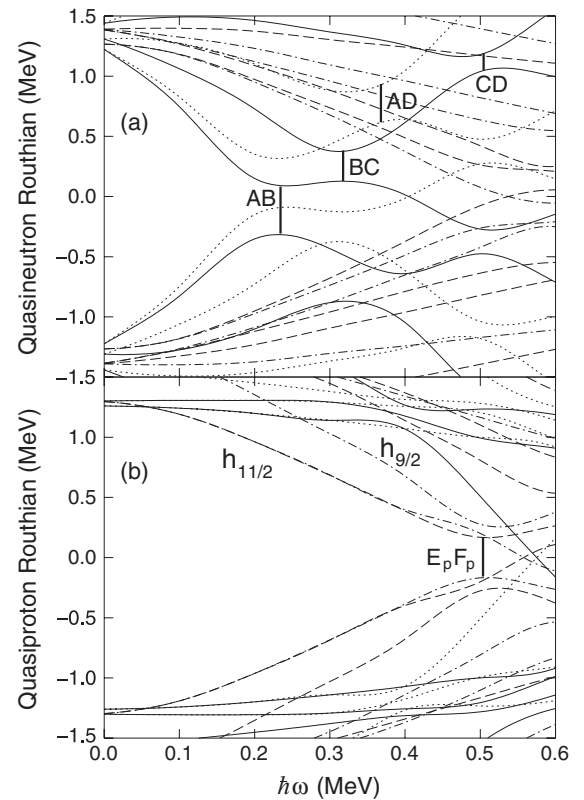 Quasineutron Routhian (MeV)
1.5
1.0
0.5
0.0
−0.5
−1.0
−1.5
(a)
AB
BC
AD
CD
Quasiproton Routhian (MeV)
1.0
0.5
0.0
−0.5
−1.0
−1.5
(b)
h11/2
h9/2
EpFp
0.0 0.1 0.2 0.3 0.4 0.5 0.6
ħω (MeV)